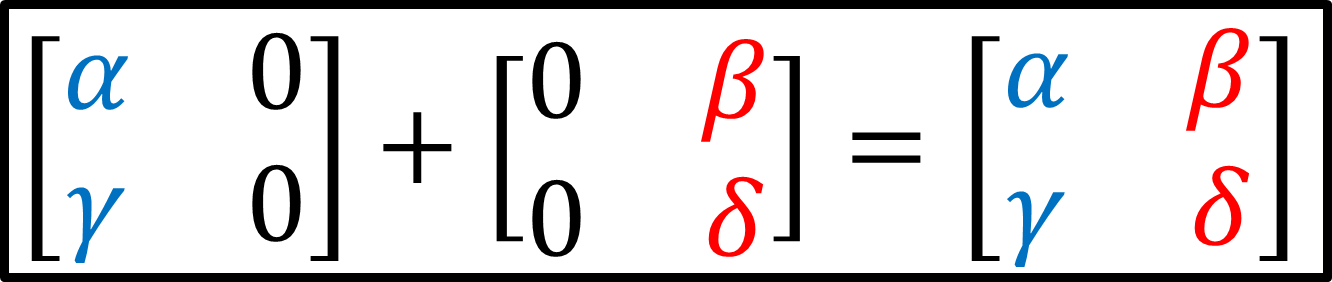 [α 0] + [0 β] = [α β]
[γ 0] [0 δ] [γ δ]